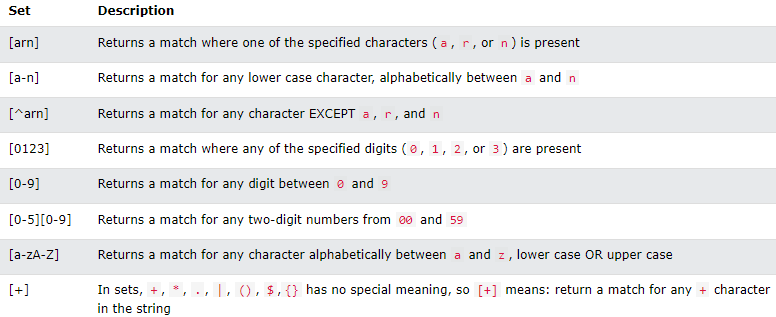 Set Description
[arn] Returns a match where one of the specified characters ( a , r , or n ) is present
[a-n] Returns a match for any lower case character, alphabetically between a and n
[^arn] Returns a match for any character EXCEPT a , r , and n
[0123] Returns a match where any of the specified digits ( 0 , 1 , 2 , or 3 ) are present
[0-9] Returns a match for any digit between 0 and 9
[0-5][0-9] Returns a match for any two-digit numbers from 00 and 59
[a-zA-Z] Returns a match for any character alphabetically between a and z , lower case OR upper case
[+] In sets, + , * , . , | , () , $ , {} has no special meaning, so [+] means: return a match for any + character
in the string